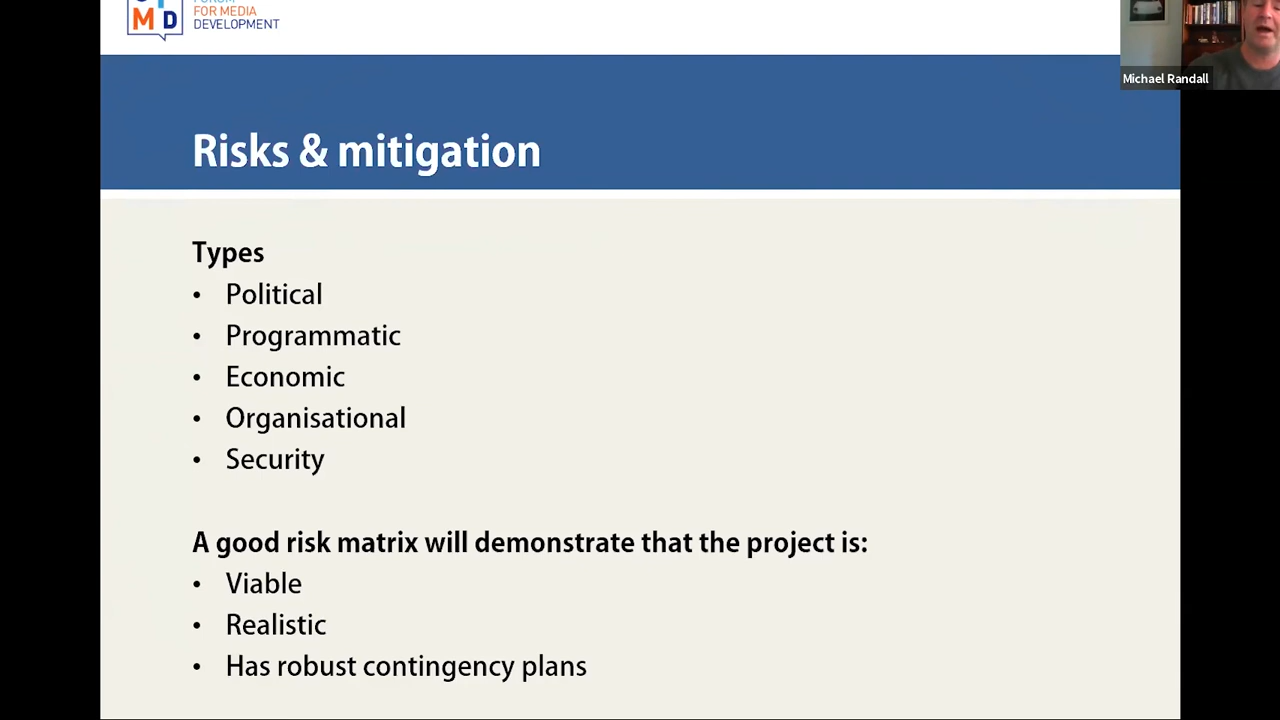 M D
FOR MEDIA
DEVELOPMENT
Michael Randall
Risks & mitigation
Types
• Political
• Programmatic
• Economic
• Organisational
• Security
A good risk matrix will demonstrate that the project is:
• Viable
• Realistic
• Has robust contingency plans